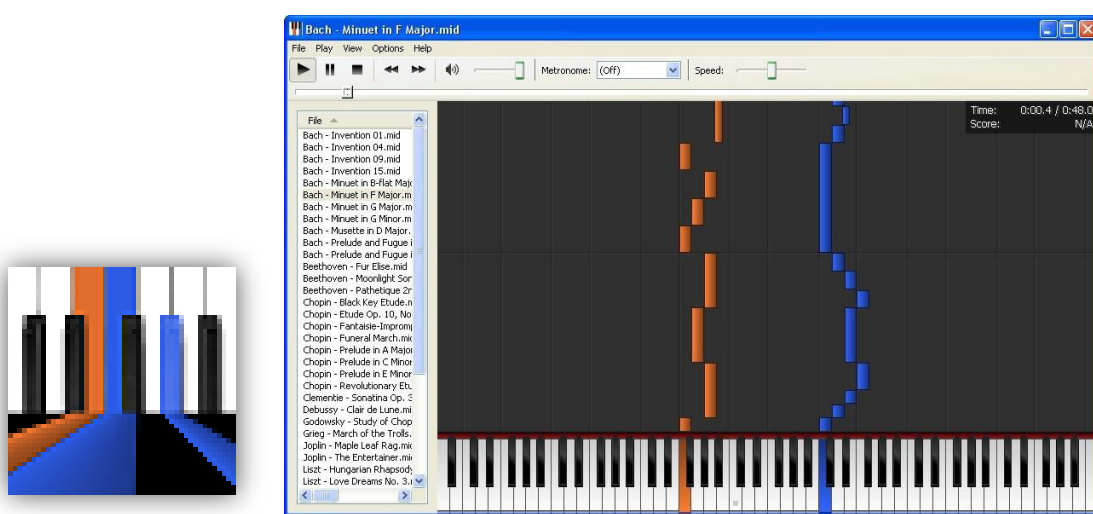 Bach - Minuet in F Major.mid
File Play View Options Help
Metronome: (Off) Speed:
File
Time: 0:00.4 / 0:48.0
Score: N/A
Bach - Invention 01.mid
Bach - Invention 04.mid
Bach - Invention 09.mid
Bach - Invention 15.mid
Bach - Minuet in B-flat Majo
Bach - Minuet in F Major.m
Bach - Minuet in G Major.m
Bach - Minuet in G Minor.m
Bach - Musette in D Major.
Bach - Prelude and Fugue i
Bach - Prelude and Fugue i
Beethoven - Fur Elise.mid
Beethoven - Moonlight Sor
Beethoven - Pathetique 2r
Chopin - Black Key Etude.n
Chopin - Etude Op. 10, No
Chopin - Fantaisie-Impromp
Chopin - Funeral March.mid
Chopin - Prelude in A Major
Chopin - Prelude in C Minor
Chopin - Prelude in E Minor
Chopin - Revolutionary Etu
Clementie - Sonatina Op. 3
Debussy - Clair de Lune.mi
Godowsky - Study of Chop
Grieg - March of the Trolls.
Joplin - Maple Leaf Rag.mid
Joplin - The Entertainer.mid
Liszt - Hungarian Rhapsody
Liszt - Love Dreams No. 3.